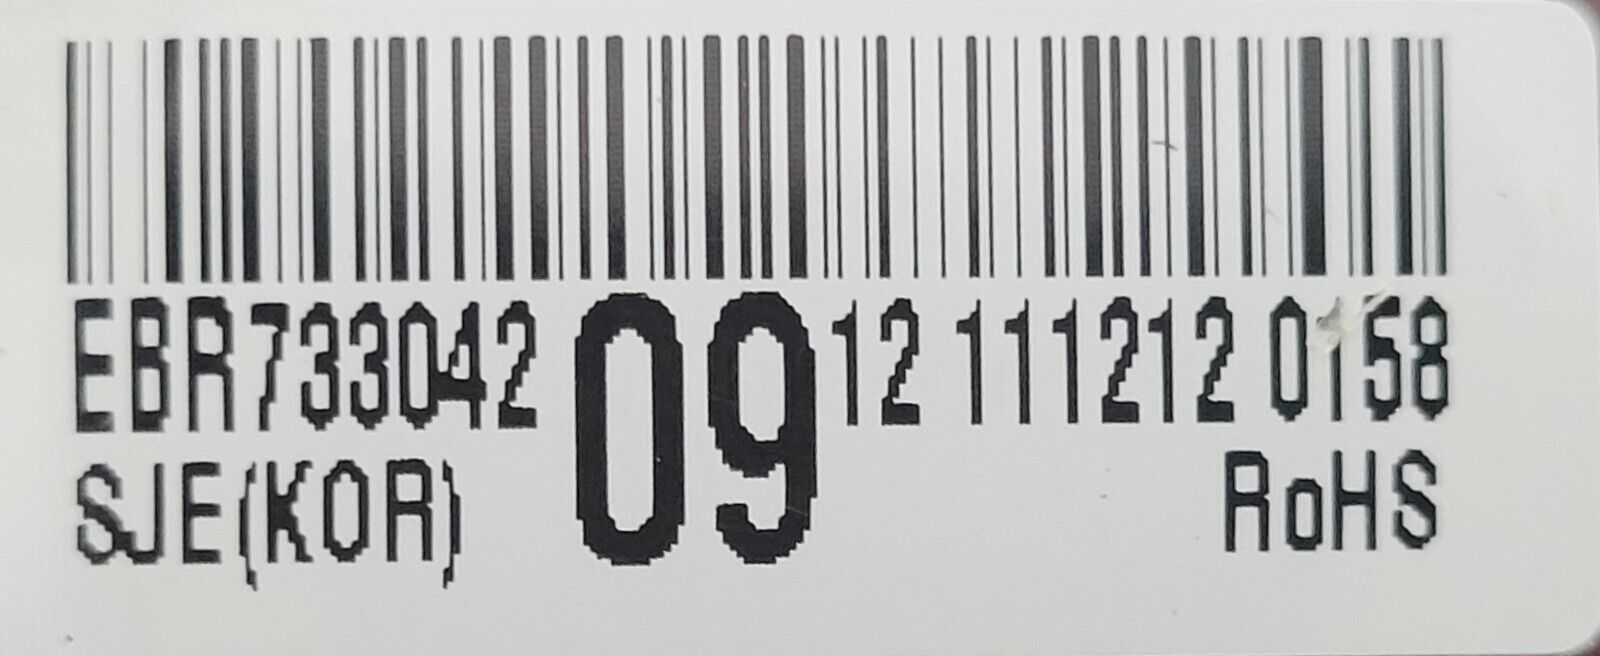 EBR733042 09 12 111212 0158
SJE(KOR) RoHS